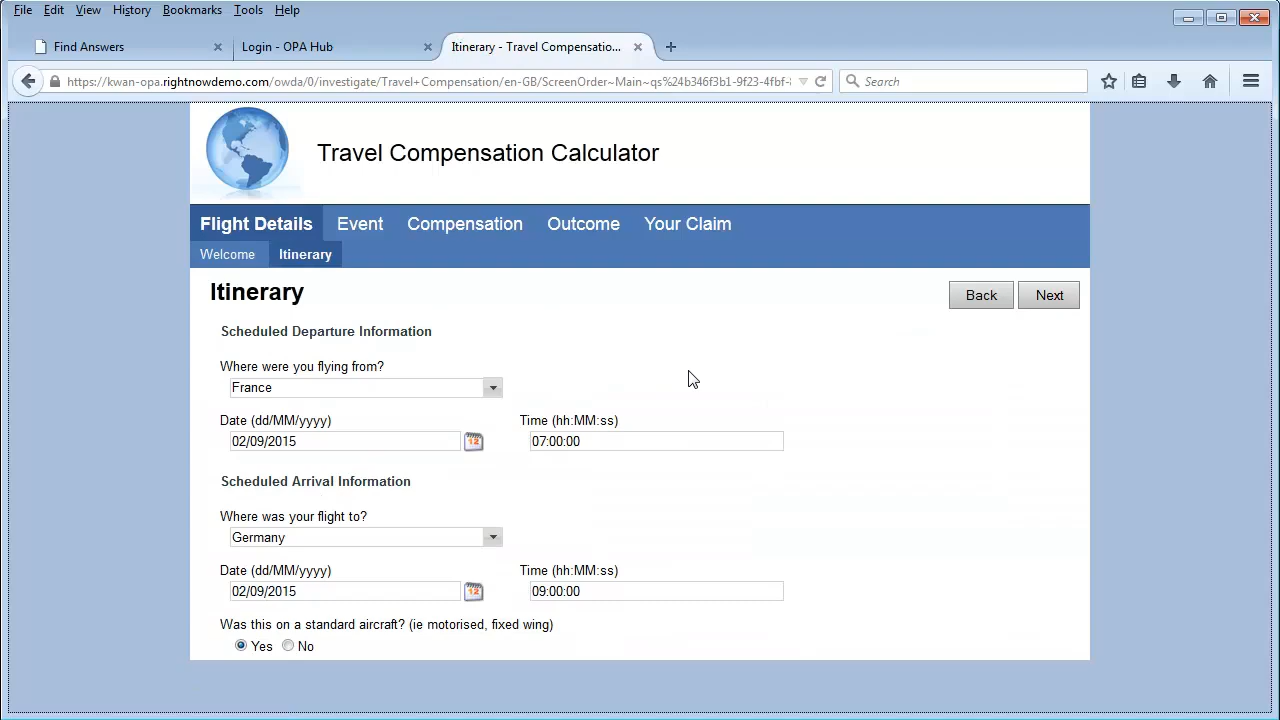 File Edit View History Bookmarks Tools Help
Find Answers Login - OPA Hub Itinerary - Travel Compensatio...
https://kwan-opa.rightnowdemo.com/owda/0/investigate/Travel+Compensation/en-GB/ScreenOrder~Main~qs%24b346f3b1-9f23-4fbf-8 Search
Travel Compensation Calculator
Flight Details Event Compensation Outcome Your Claim
Welcome Itinerary
Itinerary
Back Next
Scheduled Departure Information
Where were you flying from?
France
Date (dd/MM/yyyy) Time (hh:MM:ss)
02/09/2015 12 07:00:00
Scheduled Arrival Information
Where was your flight to?
Germany
Date (dd/MM/yyyy) Time (hh:MM:ss)
02/09/2015 12 09:00:00
Was this on a standard aircraft? (ie motorised, fixed wing)
Yes No